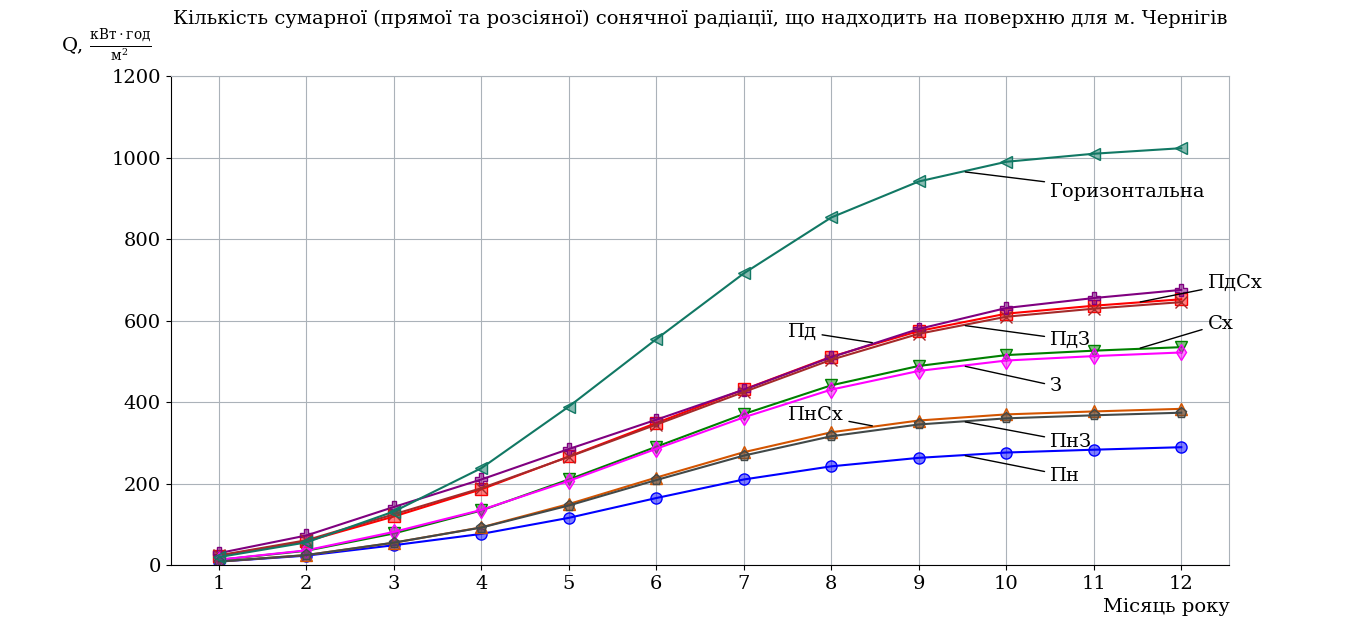 Кількість сумарної (прямої та розсіяної) сонячної радіації, що надходить на поверхню для м. Чернігів
Q, кВт·год/м²
1200
1000
800
600
400
200
0
Горизонтальна
ПдСх
Сх
Пд
ПдЗ
З
ПнСх
ПнЗ
Пн
1 2 3 4 5 6 7 8 9 10 11 12
Місяць року